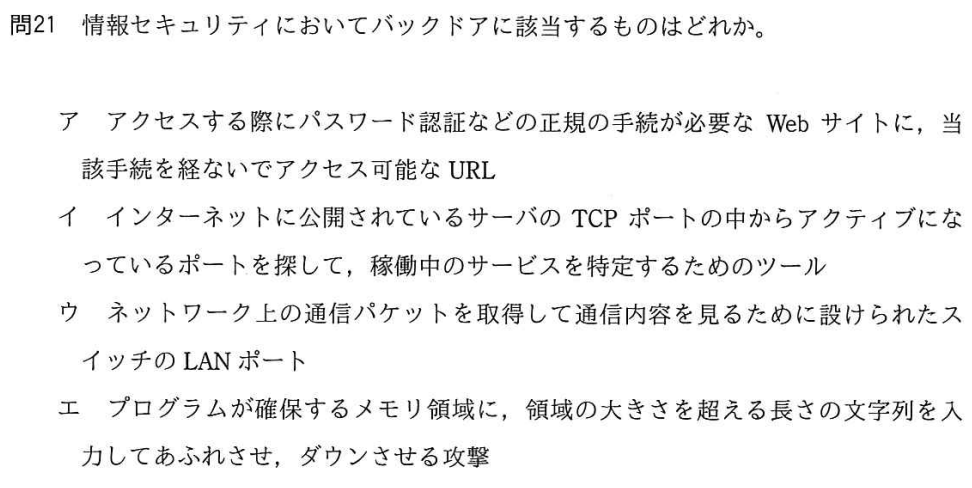 問21 情報セキュリティにおいてバックドアに該当するものはどれか。
ア アクセスする際にパスワード認証などの正規の手続が必要な Web サイトに，当
該手続を経ないでアクセス可能な URL
イ インターネットに公開されているサーバの TCP ポートの中からアクティブにな
っているポートを探して，稼働中のサービスを特定するためのツール
ウ ネットワーク上の通信パケットを取得して通信内容を見るために設けられたス
イッチの LAN ポート
エ プログラムが確保するメモリ領域に，領域の大きさを超える長さの文字列を入
力してあふれさせ，ダウンさせる攻撃